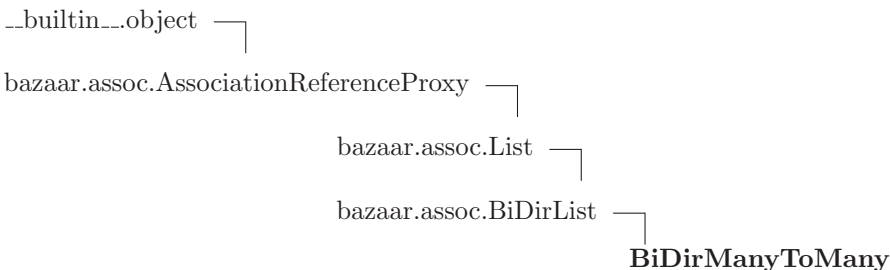 __builtin__.object
bazaar.assoc.AssociationReferenceProxy
bazaar.assoc.List
bazaar.assoc.BiDirList
BiDirManyToMany